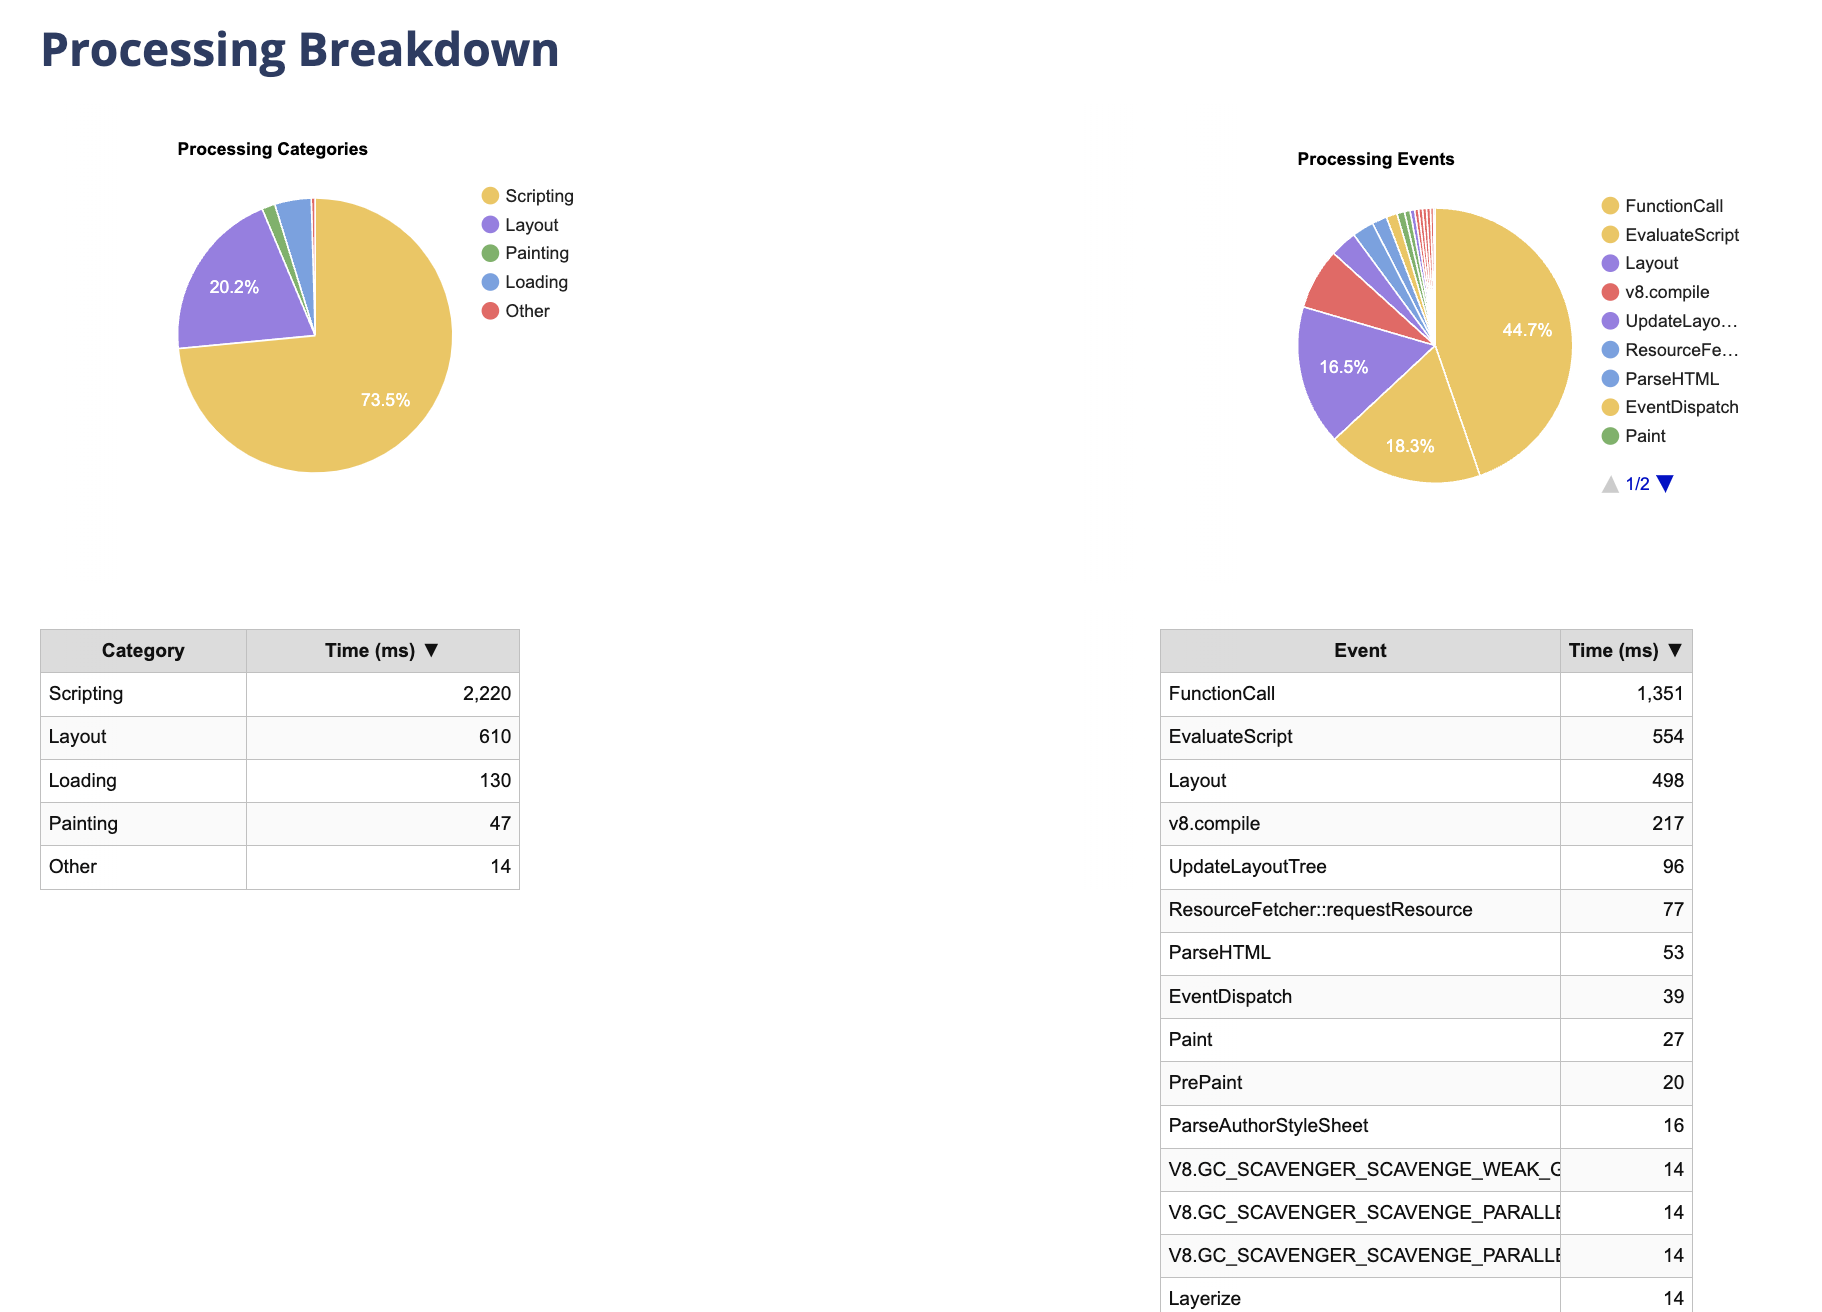 Processing Breakdown
Processing Categories
Scripting
Layout
Painting
Loading
Other
20.2%
73.5%
Processing Events
FunctionCall
EvaluateScript
Layout
v8.compile
UpdateLayo...
ResourceFe...
ParseHTML
EventDispatch
Paint
1/2
44.7%
16.5%
18.3%
Category Time (ms) ▼
Scripting 2,220
Layout 610
Loading 130
Painting 47
Other 14
Event Time (ms) ▼
FunctionCall 1,351
EvaluateScript 554
Layout 498
v8.compile 217
UpdateLayoutTree 96
ResourceFetcher::requestResource 77
ParseHTML 53
EventDispatch 39
Paint 27
PrePaint 20
ParseAuthorStyleSheet 16
V8.GC_SCAVENGER_SCAVENGE_WEAK_G 14
V8.GC_SCAVENGER_SCAVENGE_PARALLE 14
V8.GC_SCAVENGER_SCAVENGE_PARALLE 14
Layerize 14